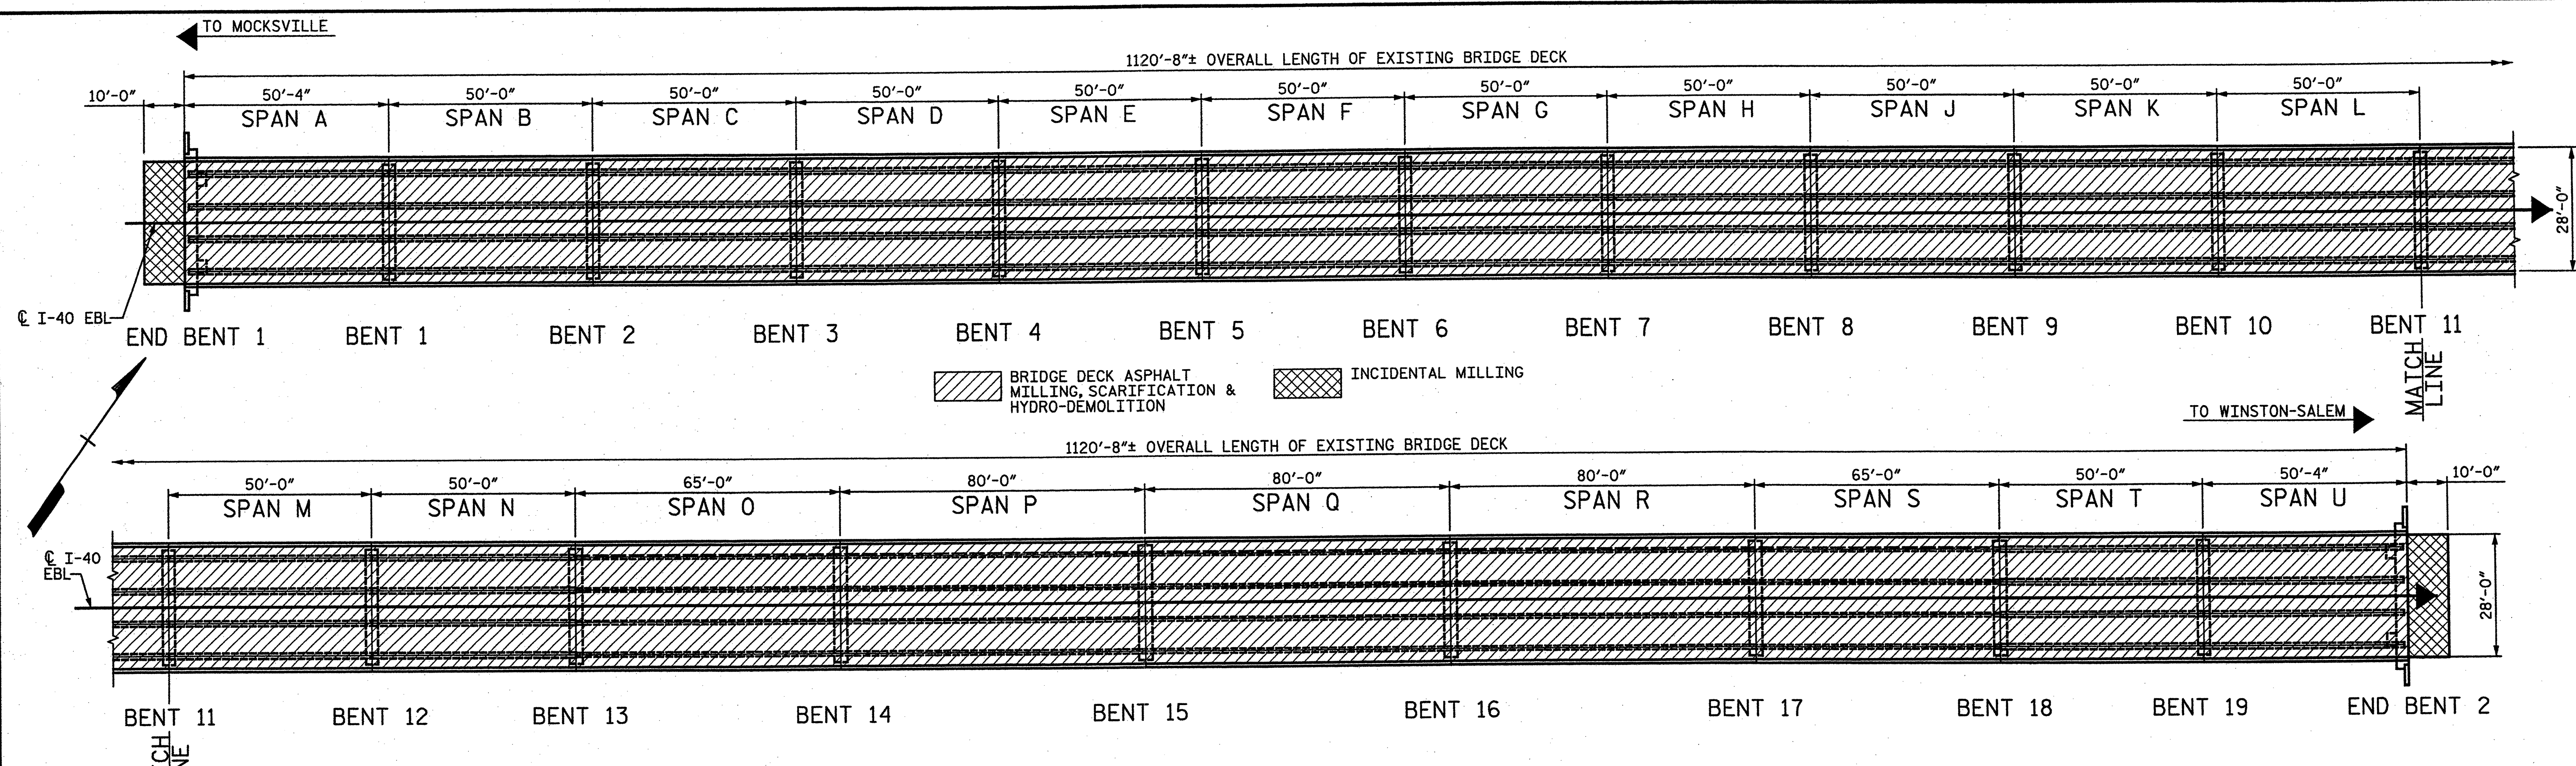 TO MOCKSVILLE
1120'-8"± OVERALL LENGTH OF EXISTING BRIDGE DECK
10'-0" 50'-4" 50'-0" 50'-0" 50'-0" 50'-0" 50'-0" 50'-0" 50'-0" 50'-0" 50'-0" 50'-0"
SPAN A SPAN B SPAN C SPAN D SPAN E SPAN F SPAN G SPAN H SPAN J SPAN K SPAN L
28'-0"
℄ I-40 EBL
END BENT 1 BENT 1 BENT 2 BENT 3 BENT 4 BENT 5 BENT 6 BENT 7 BENT 8 BENT 9 BENT 10 BENT 11
MATCH
LINE
BRIDGE DECK ASPHALT
MILLING, SCARIFICATION &
HYDRO-DEMOLITION
INCIDENTAL MILLING
TO WINSTON-SALEM
1120'-8"± OVERALL LENGTH OF EXISTING BRIDGE DECK
50'-0" 50'-0" 65'-0" 80'-0" 80'-0" 80'-0" 65'-0" 50'-0" 50'-4" 10'-0"
SPAN M SPAN N SPAN O SPAN P SPAN Q SPAN R SPAN S SPAN T SPAN U
℄ I-40
EBL
28'-0"
BENT 11 BENT 12 BENT 13 BENT 14 BENT 15 BENT 16 BENT 17 BENT 18 BENT 19 END BENT 2